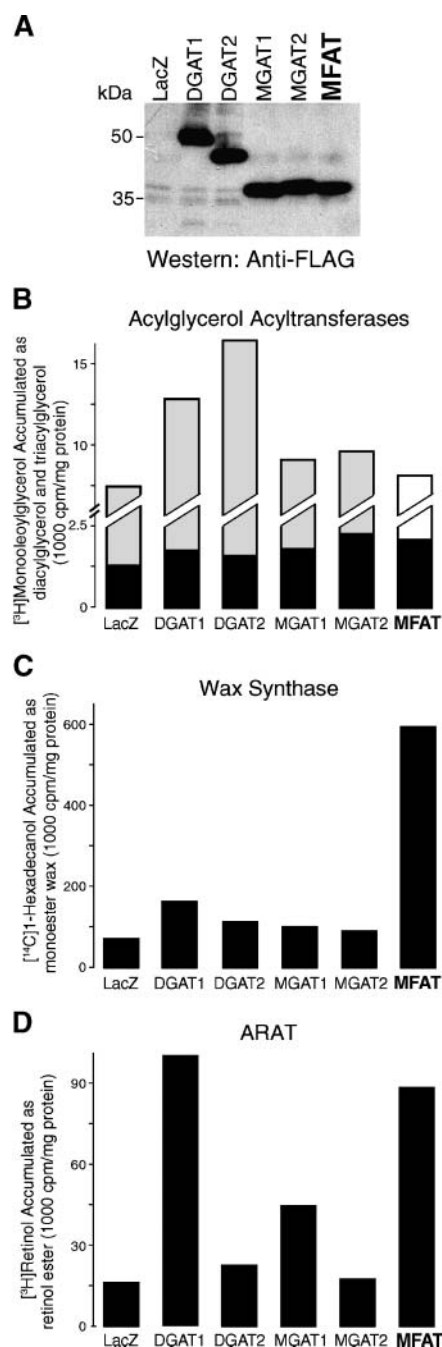 A
kDa
LacZ DGAT1 DGAT2 MGAT1 MGAT2 MFAT
50
35
Western: Anti-FLAG
B
Acylglycerol Acyltransferases
[³H]Monooleoylglycerol Accumulated as
diacylglycerol and triacylglycerol
(1000 cpm/mg protein)
15
10
2.5
0
LacZ DGAT1 DGAT2 MGAT1 MGAT2 MFAT
C
Wax Synthase
[¹⁴C]1-Hexadecanol Accumulated as
monoester wax (1000 cpm/mg protein)
600
400
200
100
0
LacZ DGAT1 DGAT2 MGAT1 MGAT2 MFAT
D
ARAT
[³H]Retinol Accumulated as
retinol ester (1000 cpm/mg protein)
90
60
30
0
LacZ DGAT1 DGAT2 MGAT1 MGAT2 MFAT